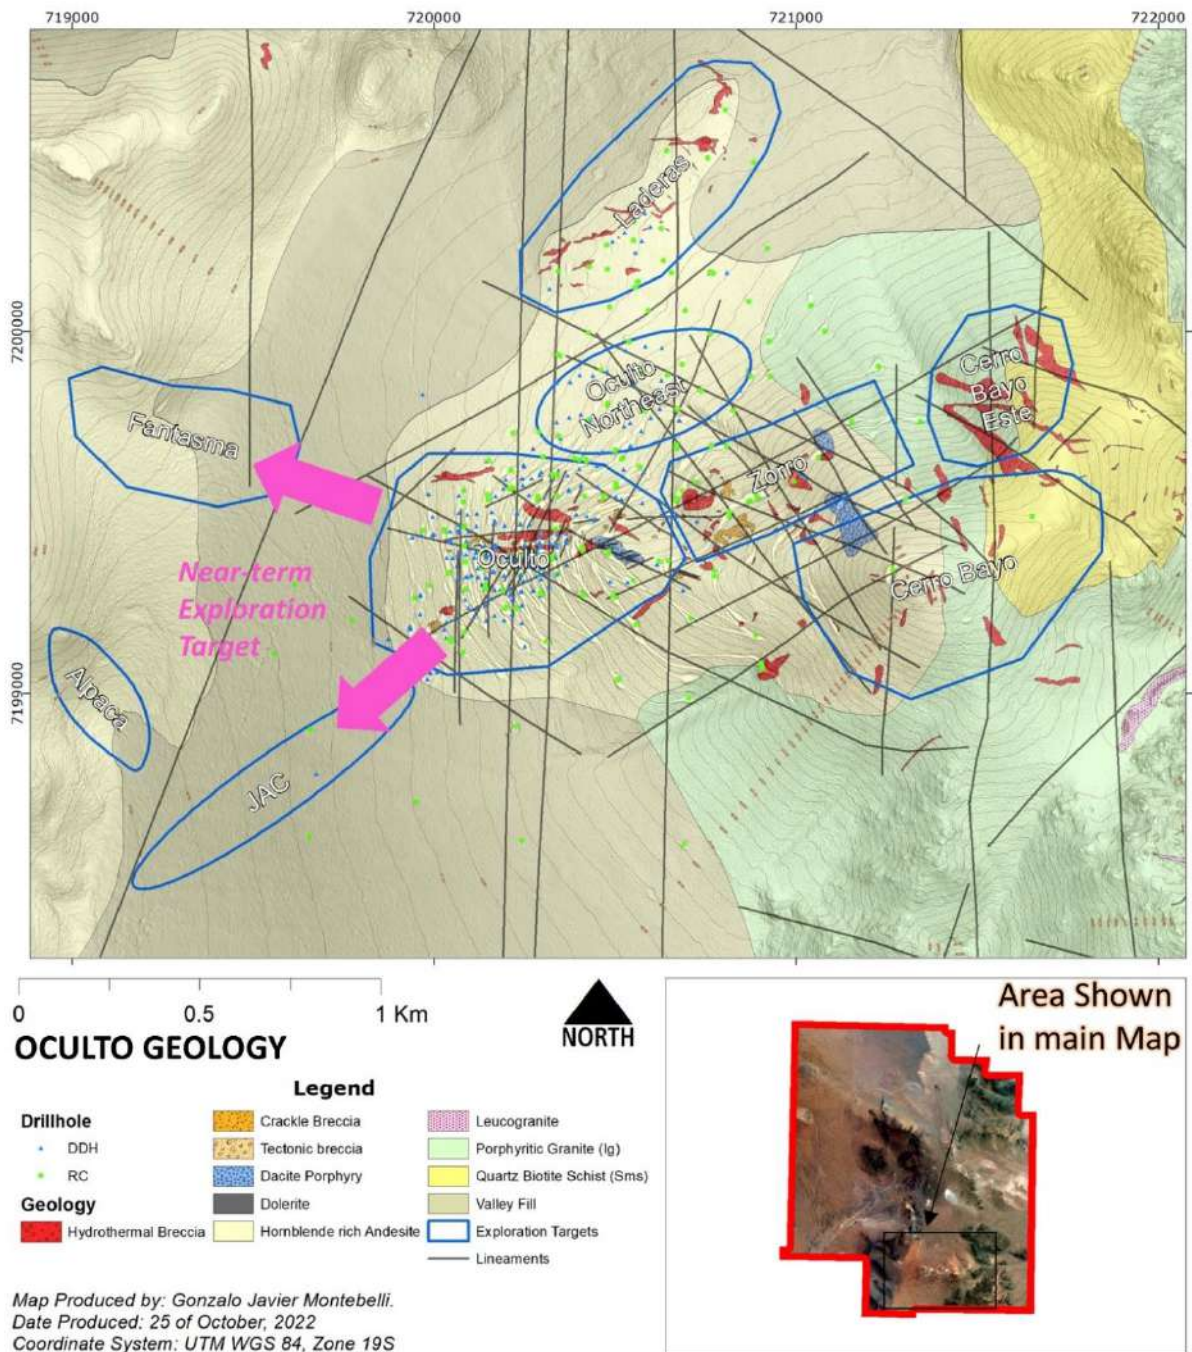 719000
720000
721000
722000
7200000
7199000
Laderas
Oculto
Northeast
Cerro
Bayo
Este
Fantasma
Zorro
Oculto
Cerro Bayo
Near-term
Exploration
Target
Alpaca
JAC
0
0.5
1 Km
NORTH
OCULTO GEOLOGY
Legend
Drillhole
DDH
RC
Geology
Hydrothermal Breccia
Crackle Breccia
Tectonic breccia
Dacite Porphyry
Dolerite
Hornblende rich Andesite
Leucogranite
Porphyritic Granite (Ig)
Quartz Biotite Schist (Sms)
Valley Fill
Exploration Targets
Lineaments
Area Shown
in main Map
Map Produced by: Gonzalo Javier Montebelli.
Date Produced: 25 of October, 2022
Coordinate System: UTM WGS 84, Zone 19S